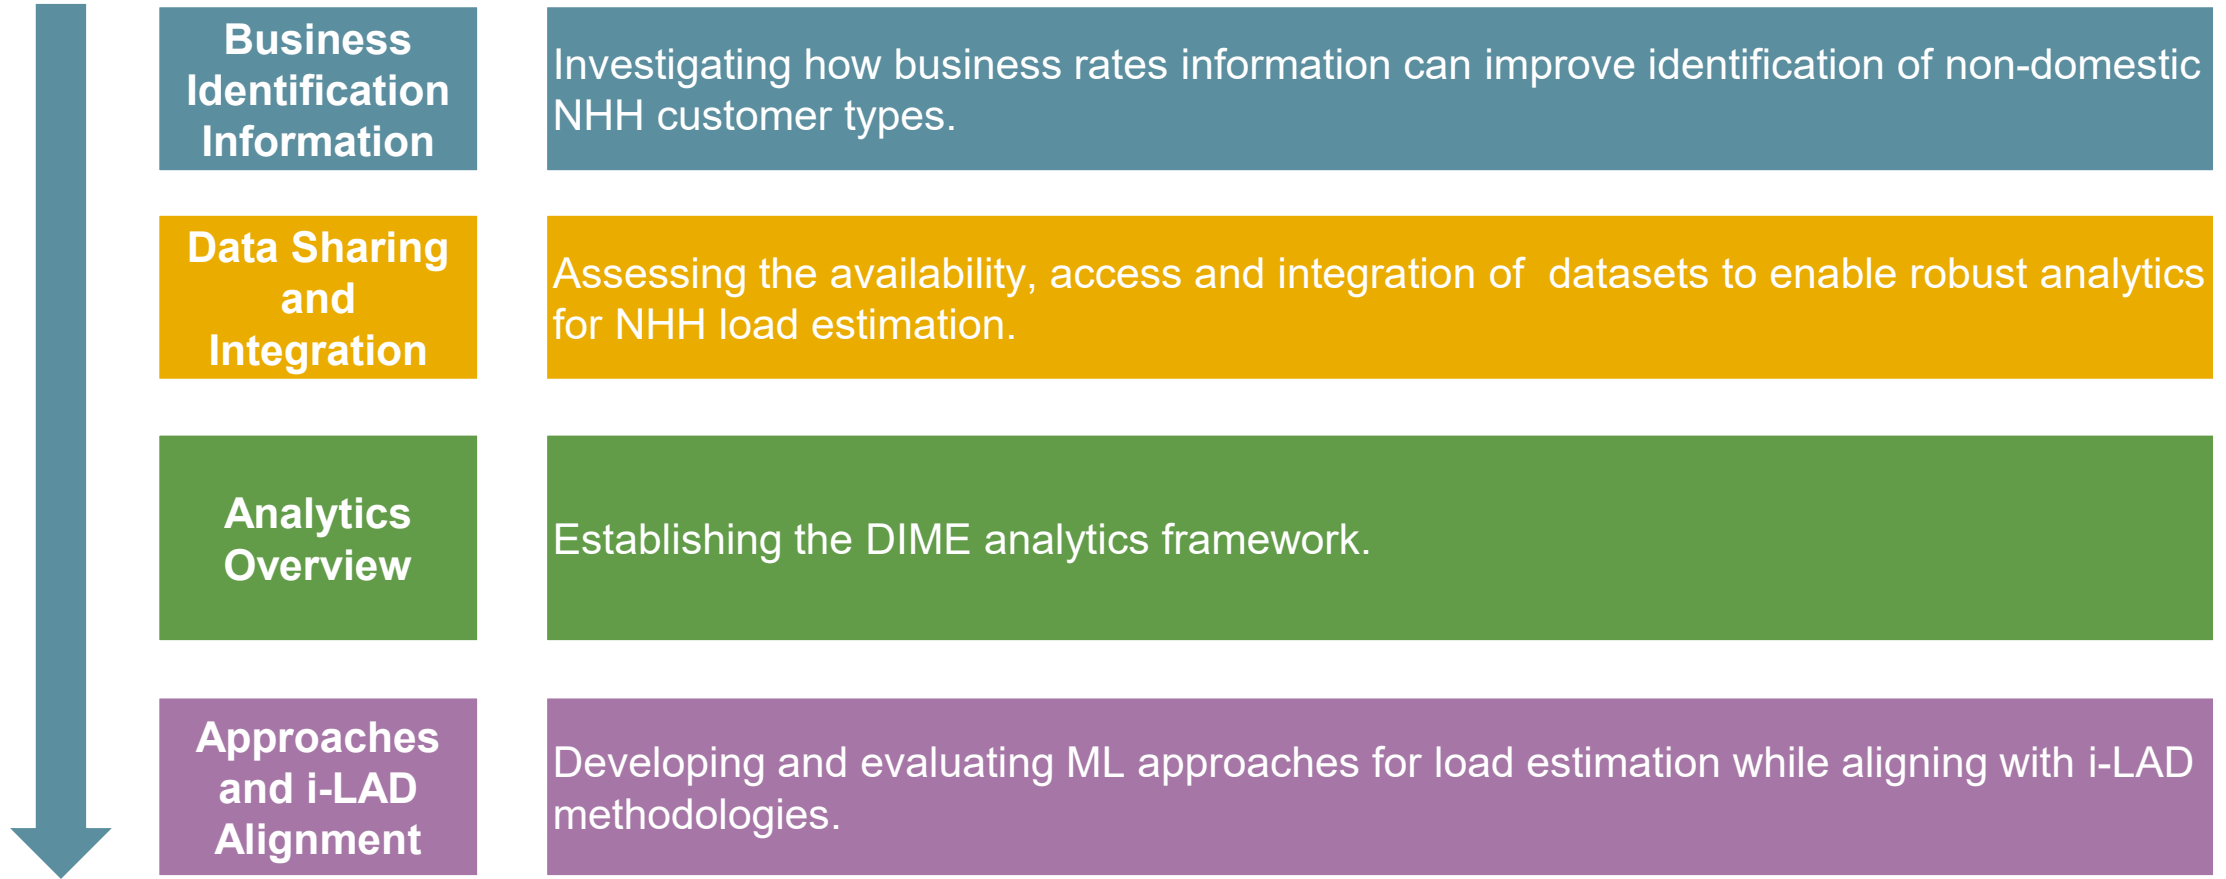 Business
Identification
Information
Investigating how business rates information can improve identification of non-domestic
NHH customer types.
Data Sharing
and
Integration
Assessing the availability, access and integration of  datasets to enable robust analytics
for NHH load estimation.
Analytics
Overview
Establishing the DIME analytics framework.
Approaches
and i-LAD
Alignment
Developing and evaluating ML approaches for load estimation while aligning with i-LAD
methodologies.